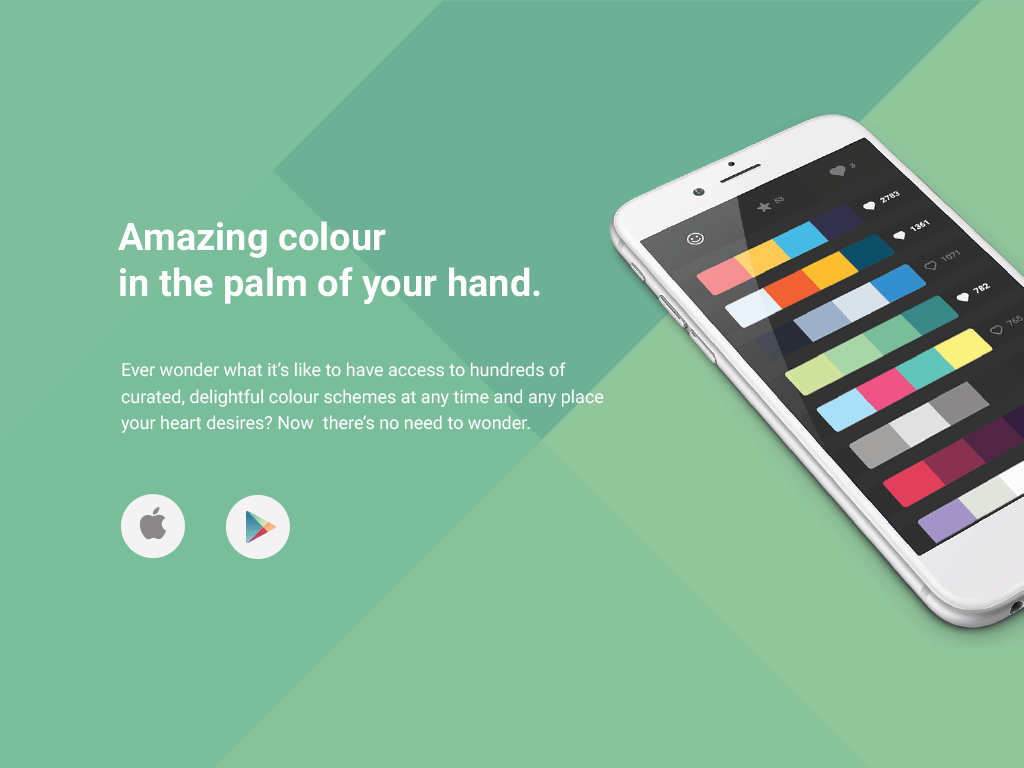 Amazing colour
in the palm of your hand.
Ever wonder what it’s like to have access to hundreds of
curated, delightful colour schemes at any time and any place
your heart desires? Now  there’s no need to wonder.
3
53
2783
1361
1071
782
765